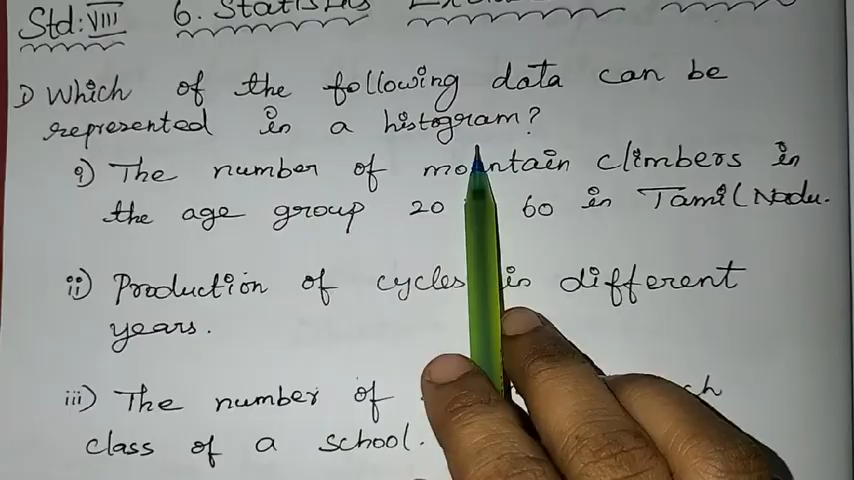 Std: VIII 6. Statistics
1) Which of the following data can be
represented in a histogram?
i) The number of mountain climbers in
the age group 20 60 in Tamil Nadu.
ii) Production of cycles in different
years.
iii) The number of
class of a school.